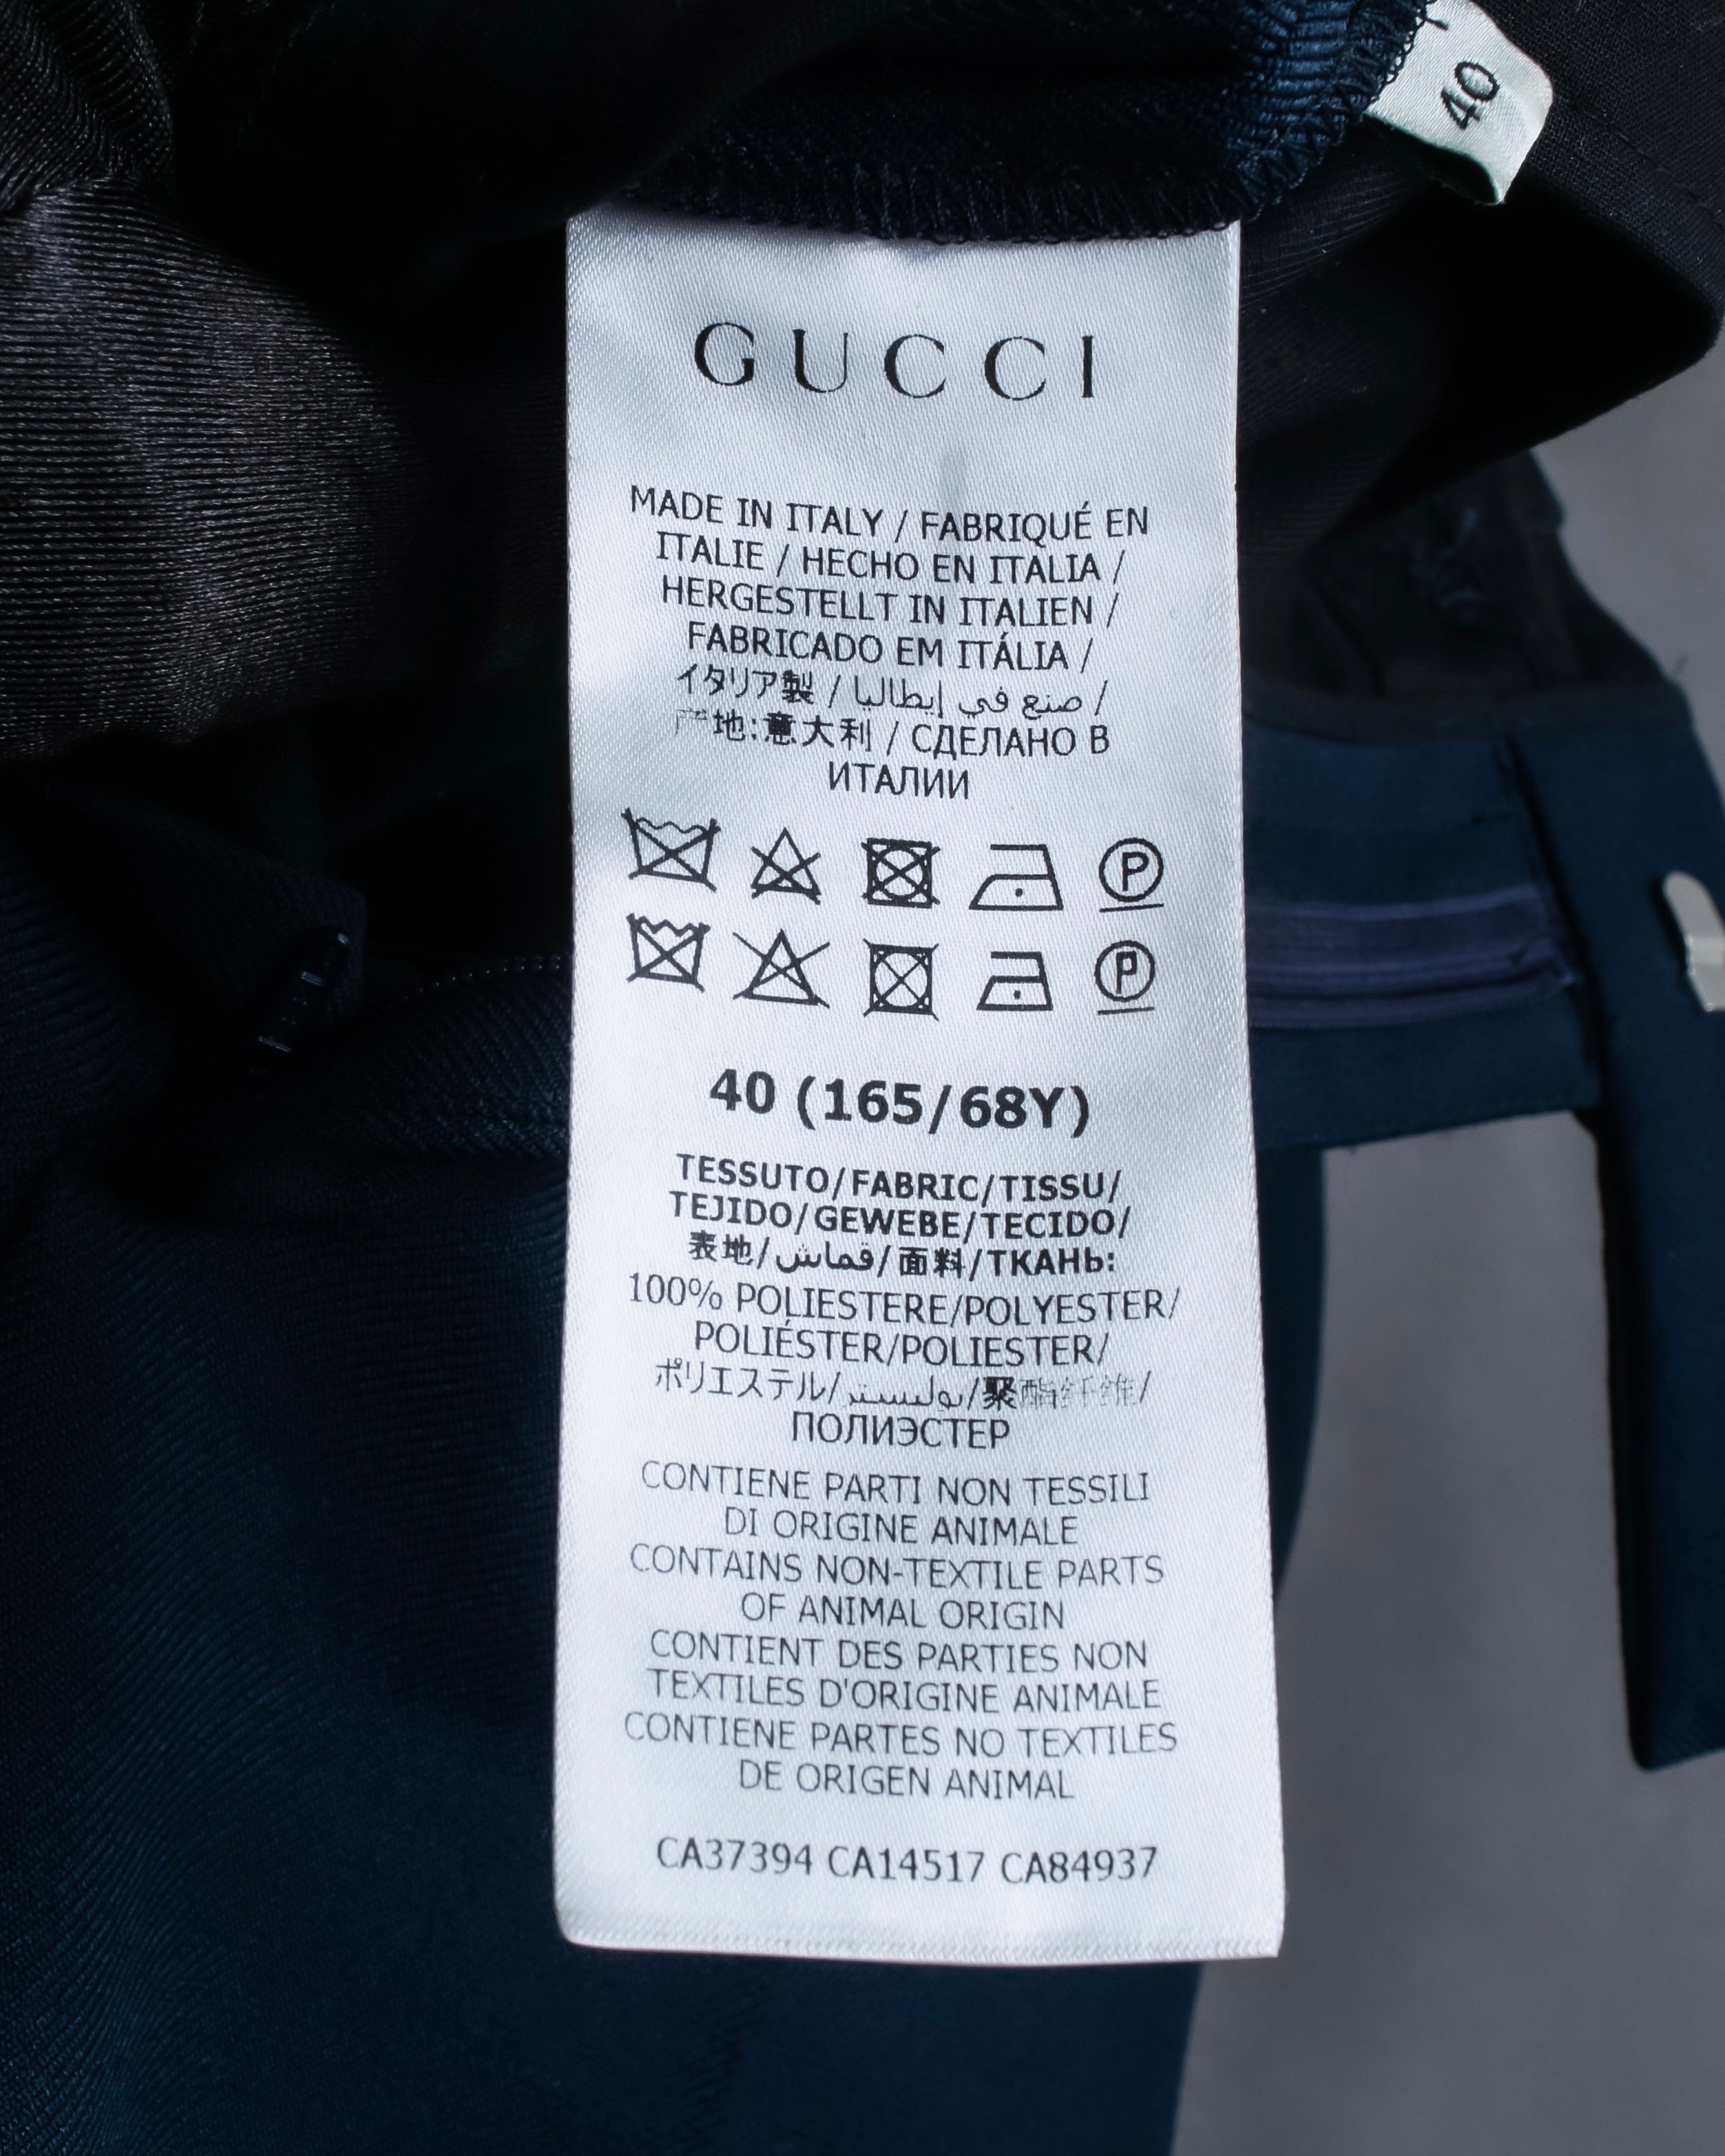 40
GUCCI
MADE IN ITALY / FABRIQUÉ EN
ITALIE / HECHO EN ITALIA /
HERGESTELLT IN ITALIEN /
FABRICADO EM ITÁLIA /
イタリア製 / صنع في إيطاليا /
产地:意大利 / СДЕЛАНО В
ИТАЛИИ
P
P
40 (165/68Y)
TESSUTO/FABRIC/TISSU/
TEJIDO/GEWEBE/TECIDO/
表地/قماش/面料/ТКАНЬ:
100% POLIESTERE/POLYESTER/
POLIÉSTER/POLIESTER/
ポリエステル/بوليستر/聚酯纤维/
ПОЛИЭСТЕР
CONTIENE PARTI NON TESSILI
DI ORIGINE ANIMALE
CONTAINS NON-TEXTILE PARTS
OF ANIMAL ORIGIN
CONTIENT DES PARTIES NON
TEXTILES D'ORIGINE ANIMALE
CONTIENE PARTES NO TEXTILES
DE ORIGEN ANIMAL
CA37394 CA14517 CA84937